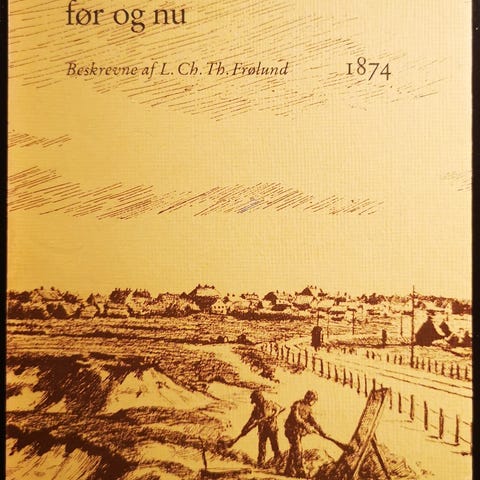 før og nu
Beskrevne af L. Ch. Th. Frølund 1874